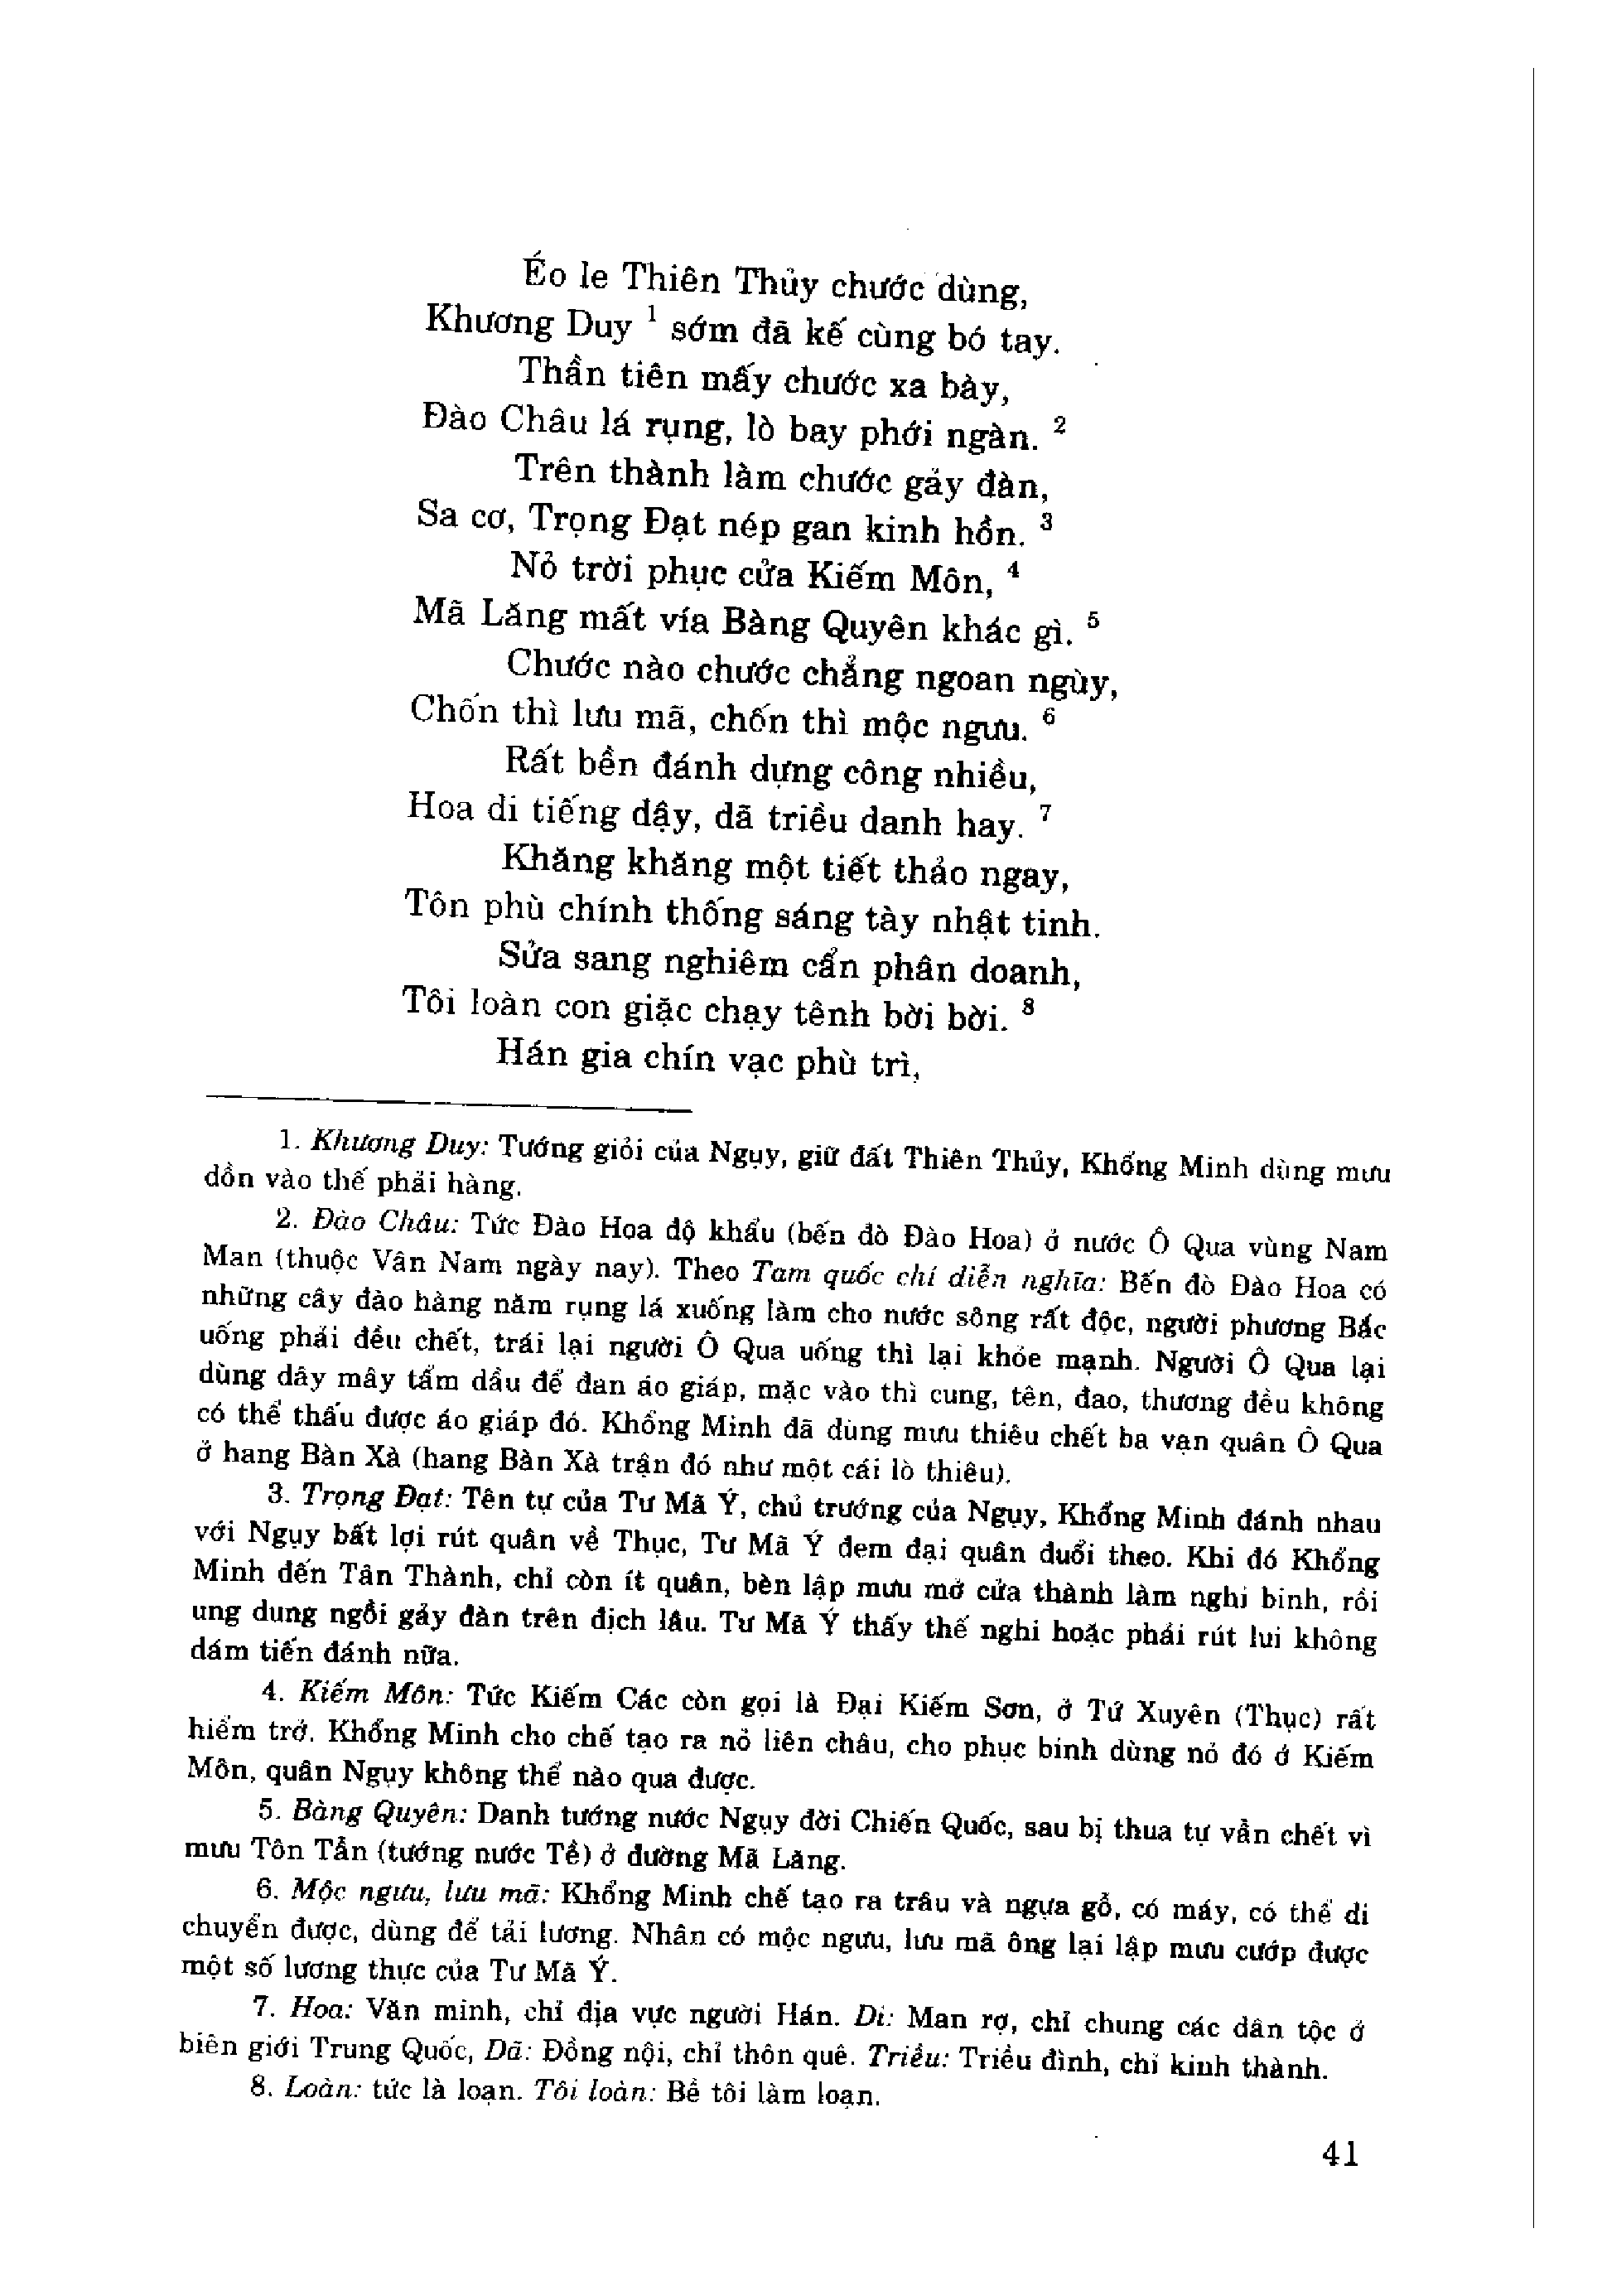 Éo le Thiên Thủy chước dùng,
Khương Duy ¹ sớm đã kế cùng bó tay.
Thần tiên mấy chước xa bày,
Đào Châu lá rụng, lò bay phới ngàn. ²
Trên thành làm chước gảy đàn,
Sa cơ, Trọng Đạt nép gan kinh hồn. ³
Nỏ trời phục cửa Kiếm Môn, ⁴
Mã Lăng mất vía Bàng Quyên khác gì. ⁵
Chước nào chước chẳng ngoan ngùy,
Chốn thì lưu mã, chốn thì mộc ngưu. ⁶
Rất bền đánh dựng công nhiều,
Hoa di tiếng dậy, dã triều danh hay. ⁷
Khăng khăng một tiết thảo ngay,
Tôn phù chính thống sáng tày nhật tinh.
Sửa sang nghiêm cẩn phân doanh,
Tôi loàn con giặc chạy tênh bời bời. ⁸
Hán gia chín vạc phù trì,
1. Khương Duy: Tướng giỏi của Ngụy, giữ đất Thiên Thủy, Khổng Minh dùng mưu
dồn vào thế phải hàng.
2. Đào Châu: Tức Đào Hoa độ khẩu (bến đò Đào Hoa) ở nước Ô Qua vùng Nam
Man (thuộc Vân Nam ngày nay). Theo Tam quốc chí diễn nghĩa: Bến đò Đào Hoa có
những cây đào hàng năm rụng lá xuống làm cho nước sông rất độc, người phương Bắc
uống phải đều chết, trái lại người Ô Qua uống thì lại khỏe mạnh. Người Ô Qua lại
dùng dây mây tẩm dầu để đan áo giáp, mặc vào thì cung, tên, đao, thương đều không
có thể thấu được áo giáp đó. Khổng Minh đã dùng mưu thiêu chết ba vạn quân Ô Qua
ở hang Bàn Xà (hang Bàn Xà trận đó như một cái lò thiêu).
3. Trọng Đạt: Tên tự của Tư Mã Ý, chủ trướng của Ngụy, Khổng Minh đánh nhau
với Ngụy bất lợi rút quân về Thục, Tư Mã Ý đem đại quân đuổi theo. Khi đó Khổng
Minh đến Tân Thành, chỉ còn ít quân, bèn lập mưu mở cửa thành làm nghi binh, rồi
ung dung ngồi gảy đàn trên địch lâu. Tư Mã Ý thấy thế nghi hoặc phải rút lui không
dám tiến đánh nữa.
4. Kiếm Môn: Tức Kiếm Các còn gọi là Đại Kiếm Sơn, ở Tứ Xuyên (Thục) rất
hiểm trở. Khổng Minh cho chế tạo ra nỏ liên châu, cho phục binh dùng nỏ đó ở Kiếm
Môn, quân Ngụy không thể nào qua được.
5. Bàng Quyên: Danh tướng nước Ngụy đời Chiến Quốc, sau bị thua tự vẫn chết vì
mưu Tôn Tẫn (tướng nước Tề) ở đường Mã Lăng.
6. Mộc ngưu, lưu mã: Khổng Minh chế tạo ra trâu và ngựa gỗ, có máy, có thể di
chuyển được, dùng để tải lương. Nhân có mộc ngưu, lưu mã ông lại lập mưu cướp được
một số lương thực của Tư Mã Ý.
7. Hoa: Văn minh, chỉ địa vực người Hán. Di: Man rợ, chỉ chung các dân tộc ở
biên giới Trung Quốc, Dã: Đồng nội, chỉ thôn quê. Triều: Triều đình, chỉ kinh thành.
8. Loàn: tức là loạn. Tôi loàn: Bề tôi làm loạn.
41